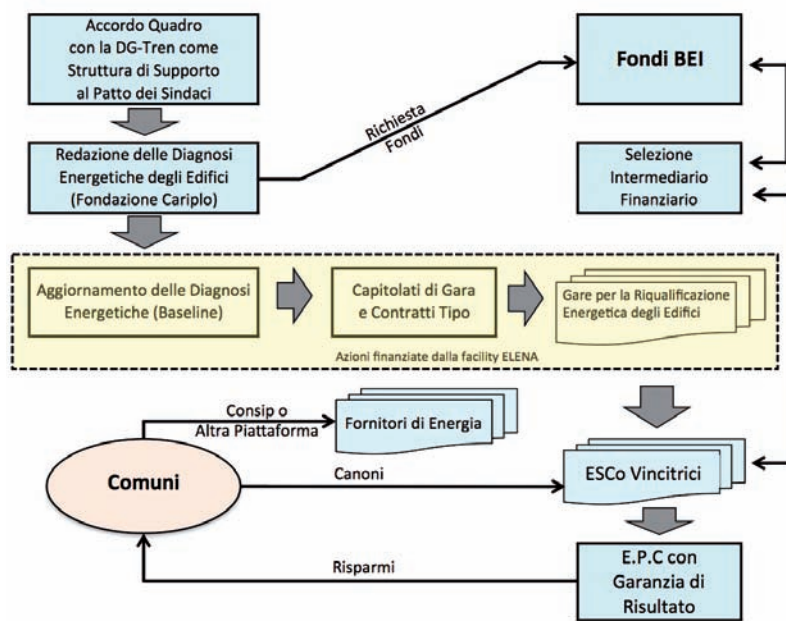 Accordo Quadro
con la DG-Tren come
Struttura di Supporto
al Patto dei Sindaci
Fondi BEI
Richiesta
Fondi
Redazione delle Diagnosi
Energetiche degli Edifici
(Fondazione Cariplo)
Selezione
Intermediario
Finanziario
Aggiornamento delle Diagnosi
Energetiche (Baseline)
Capitolati di Gara
e Contratti Tipo
Gare per la Riqualificazione
Energetica degli Edifici
Azioni finanziate dalla facility ELENA
Consip o
Altra Piattaforma
Fornitori di Energia
Comuni
Canoni
ESCo Vincitrici
Risparmi
E.P.C con
Garanzia di
Risultato